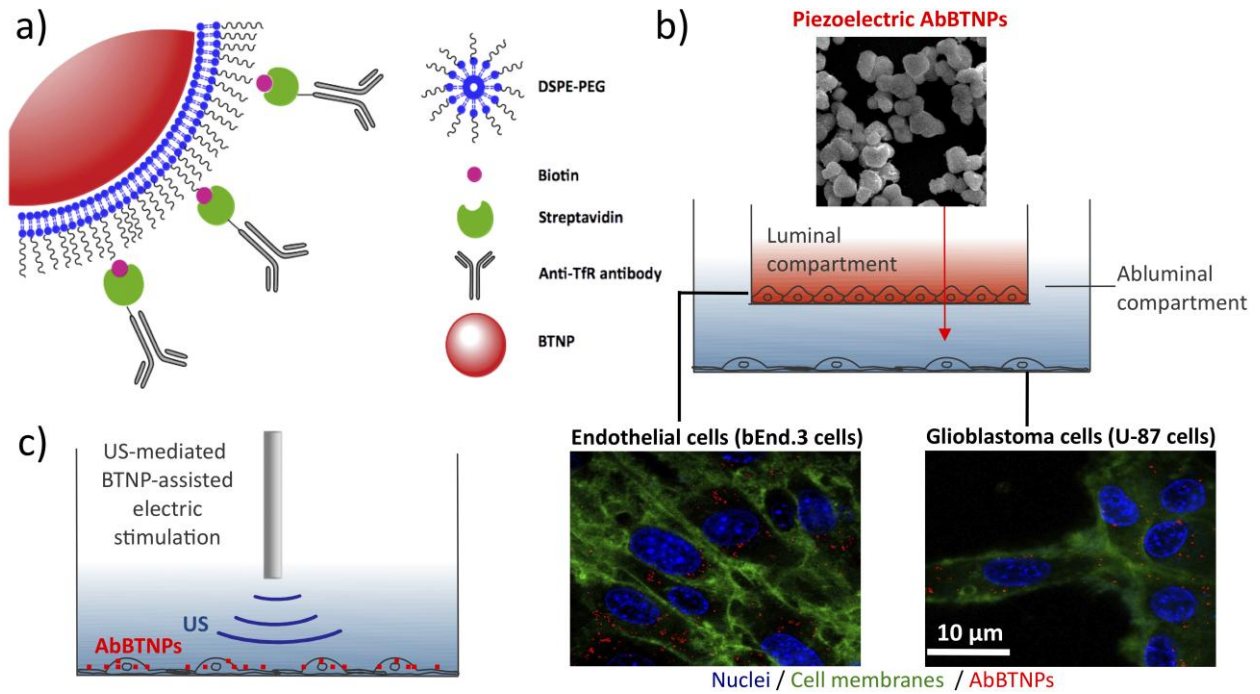 a)
DSPE-PEG
Biotin
Streptavidin
Anti-TfR antibody
BTNP
b)
Piezoelectric AbBTNPs
Luminal
compartment
Abluminal
compartment
Endothelial cells (bEnd.3 cells)
Glioblastoma cells (U-87 cells)
10 µm
Nuclei / Cell membranes / AbBTNPs
c)
US-mediated
BTNP-assisted
electric
stimulation
US
AbBTNPs